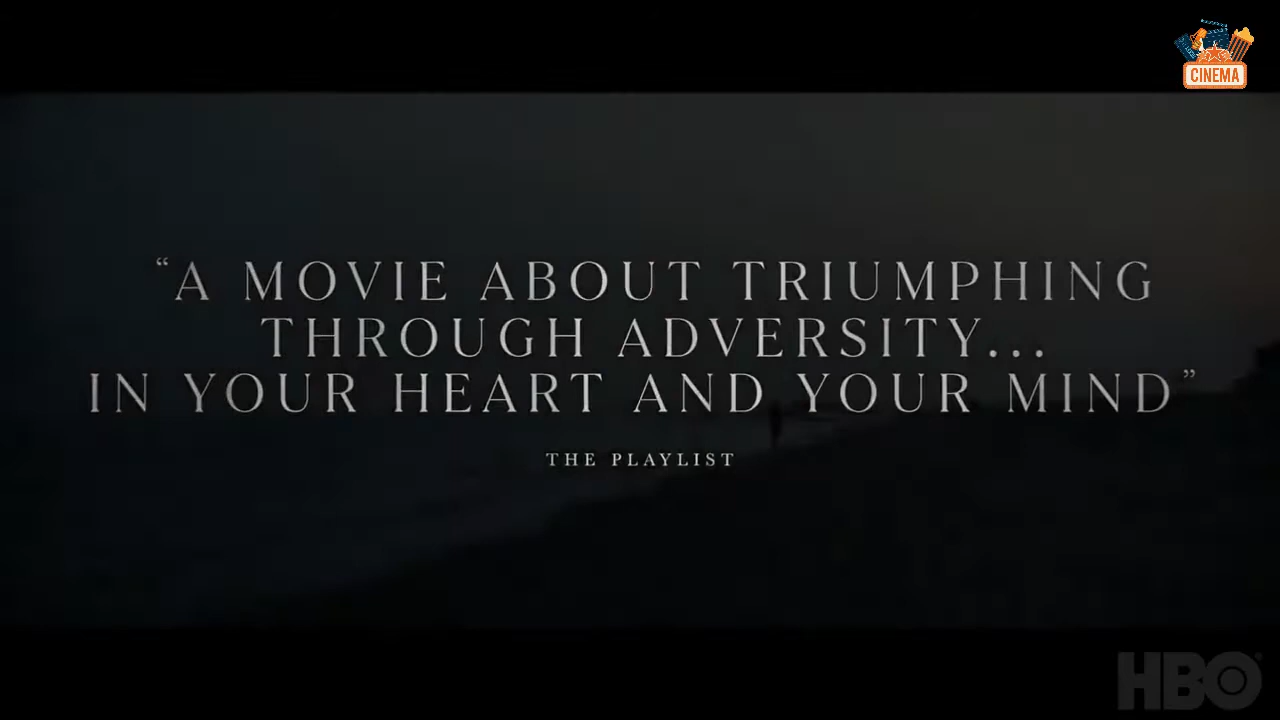 CINEMA
“A MOVIE ABOUT TRIUMPHING
THROUGH ADVERSITY...
IN YOUR HEART AND YOUR MIND”
THE PLAYLIST
HBO